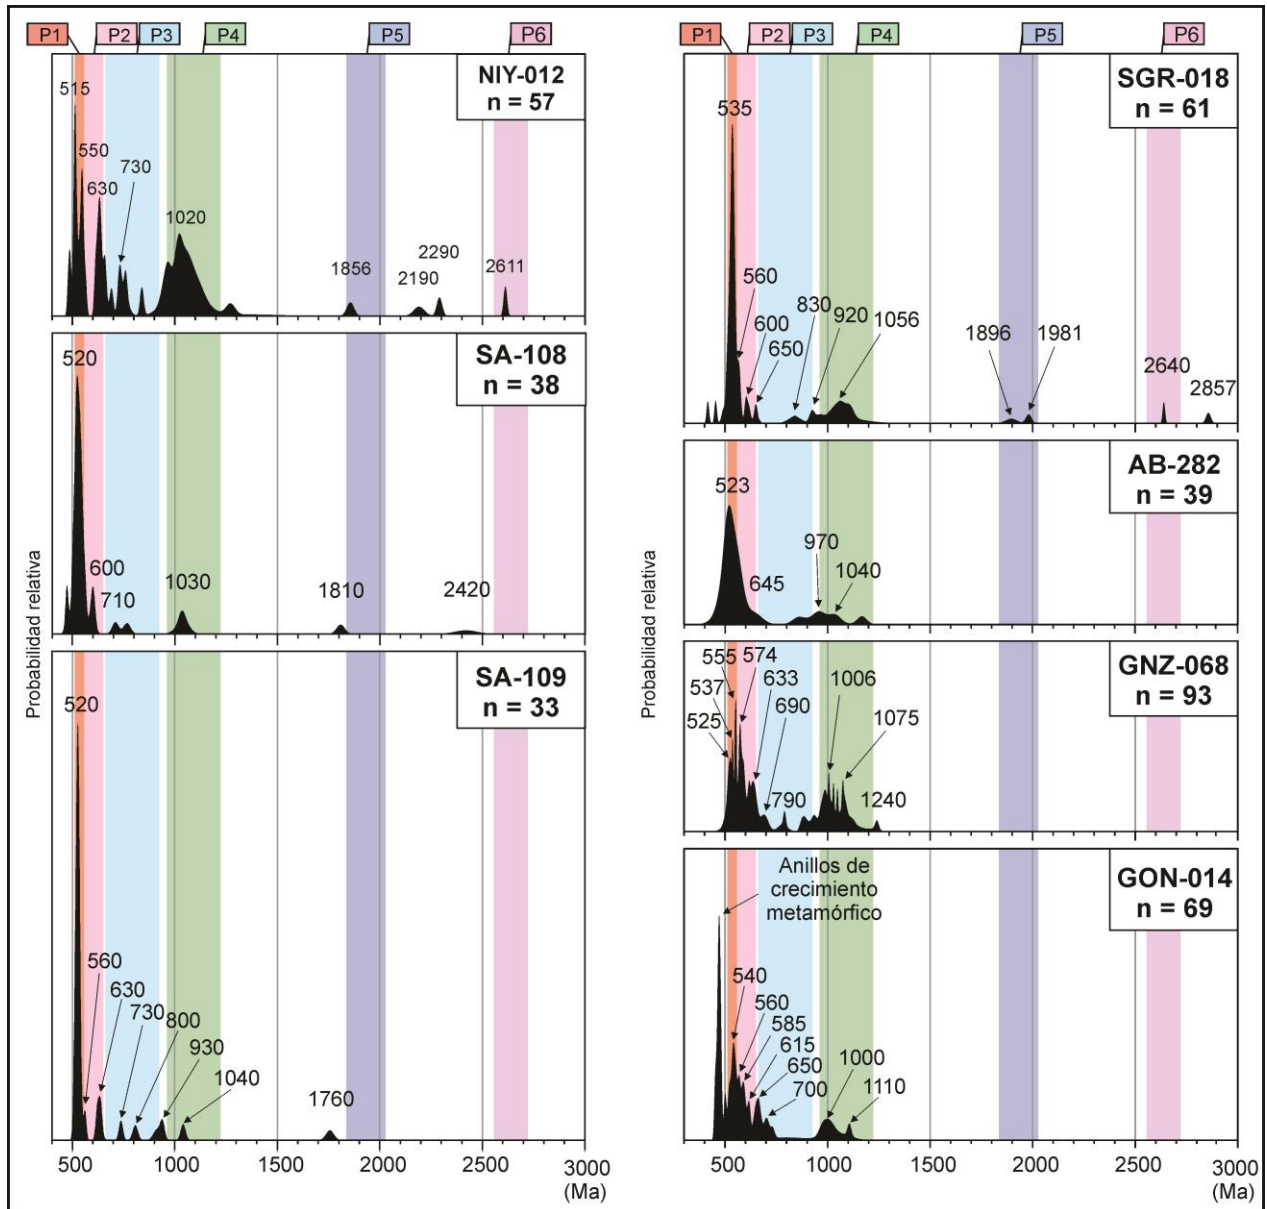 P1 P2 P3 P4 P5 P6
NIY-012
n = 57
515
550
630
730
1020
1856
2190
2290
2611
SA-108
n = 38
520
600
710
1030
1810
2420
SA-109
n = 33
520
560
630
730
800
930
1040
1760
Probabilidad relativa
500 1000 1500 2000 2500 3000
(Ma)
P1 P2 P3 P4 P5 P6
SGR-018
n = 61
535
560
600
650
830
920
1056
1896
1981
2640
2857
AB-282
n = 39
523
645
970
1040
GNZ-068
n = 93
555
574
537
633
525
690
790
1006
1075
1240
GON-014
n = 69
Anillos de
crecimiento
metamórfico
540
560
585
615
650
700
1000
1110
Probabilidad relativa
500 1000 1500 2000 2500 3000
(Ma)